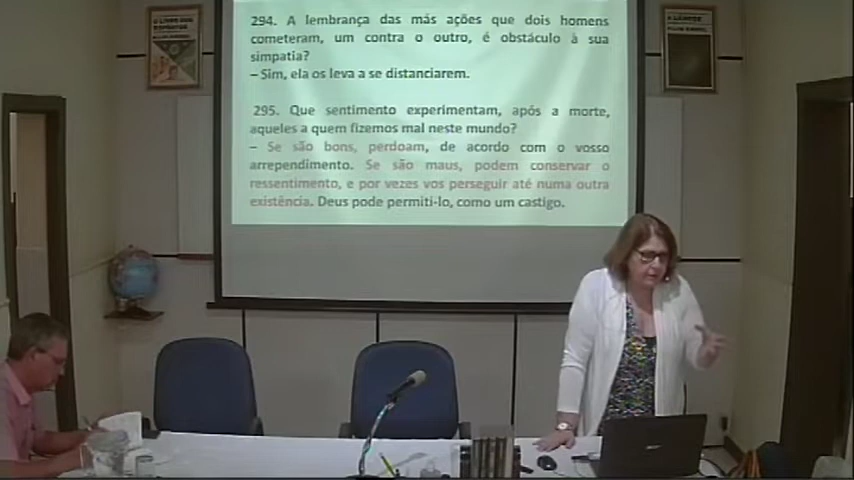 O LIVRO DOS
ESPÍRITOS
294. A lembrança das más ações que dois homens
cometeram, um contra o outro, é obstáculo à sua
simpatia?
– Sim, ela os leva a se distanciarem.
295. Que sentimento experimentam, após a morte,
aqueles a quem fizemos mal neste mundo?
– Se são bons, perdoam, de acordo com o vosso
arrependimento. Se são maus, podem conservar o
ressentimento, e por vezes vos perseguir até numa outra
existência. Deus pode permiti-lo, como um castigo.